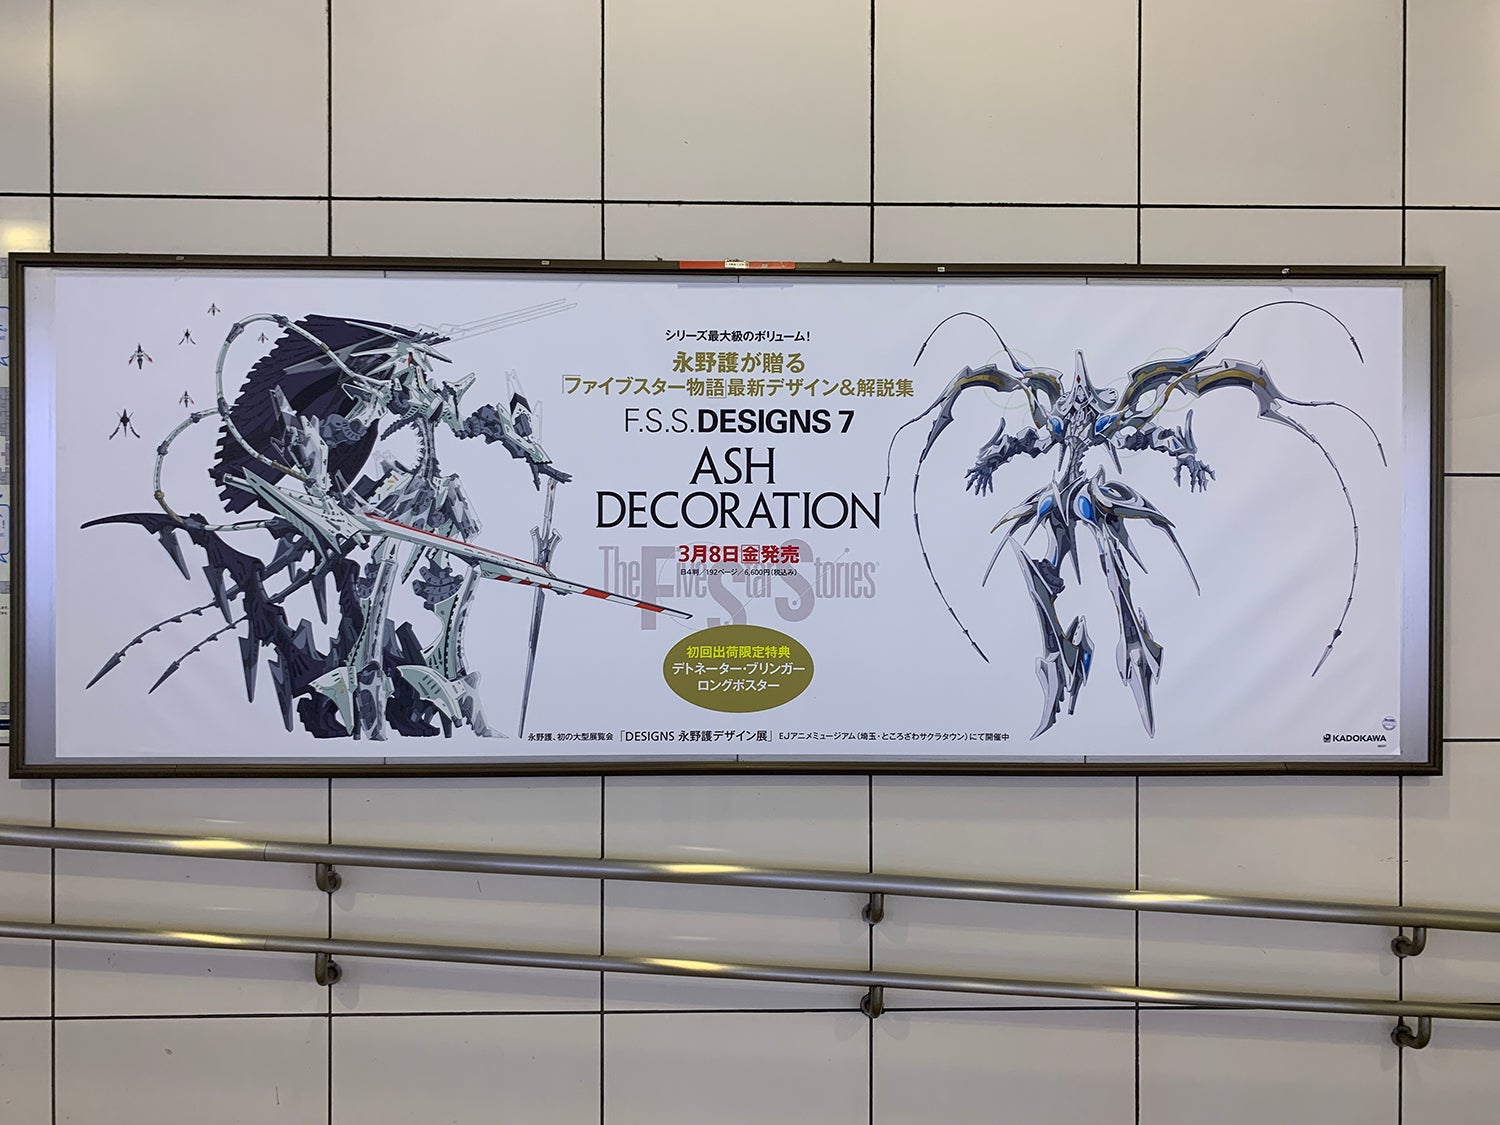 シリーズ最大級のボリューム!
永野護が贈る
「ファイブスター物語」最新デザイン&解説集
F.S.S.DESIGNS 7
ASH
DECORATION
The Five Star Stories
3月8日金発売
B4判/192ページ/6,600円(税込み)
初回出荷限定特典
デトネーター・ブリンガー
ロングポスター
永野護、初の大型展覧会 「DESIGNS 永野護デザイン展」 EJアニメミュージアム(埼玉・ところざわサクラタウン)にて開催中
KADOKAWA